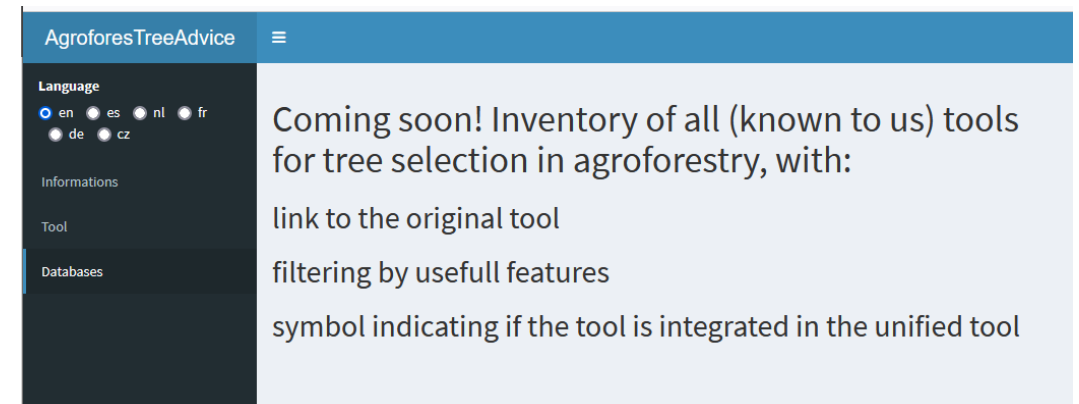 AgroforesTreeAdvice
Language
en es nl fr
de cz
Informations
Tool
Databases
Coming soon! Inventory of all (known to us) tools
for tree selection in agroforestry, with:
link to the original tool
filtering by usefull features
symbol indicating if the tool is integrated in the unified tool